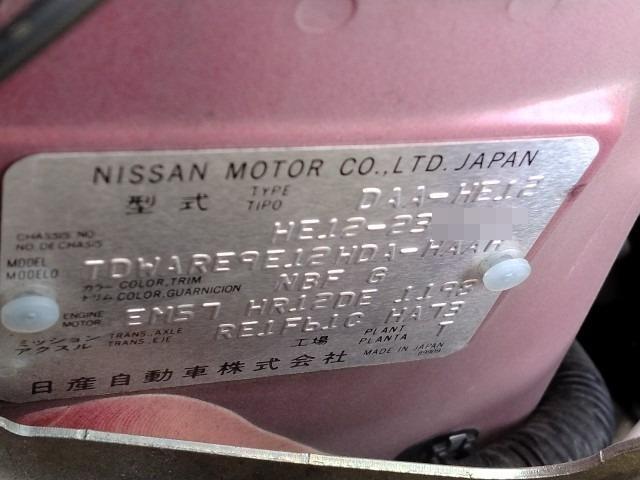 NISSAN MOTOR CO., LTD. JAPAN
型式 TYPE TIPO DAA-HE12
CHASSIS NO. NO. DE CHASIS HE12-23
MODEL MODELO TDWARE9E12HDA-HAAD
カラー トリム COLOR,TRIM COLOR,GUARNICION NBF G
ENGINE MOTOR EM57 HR12DE 1198
ミッション アクスル TRANS.,AXLE TRANS.,EJE RE1F61G HA73
工場 PLANT PLANTA T
日産自動車株式会社 MADE IN JAPAN